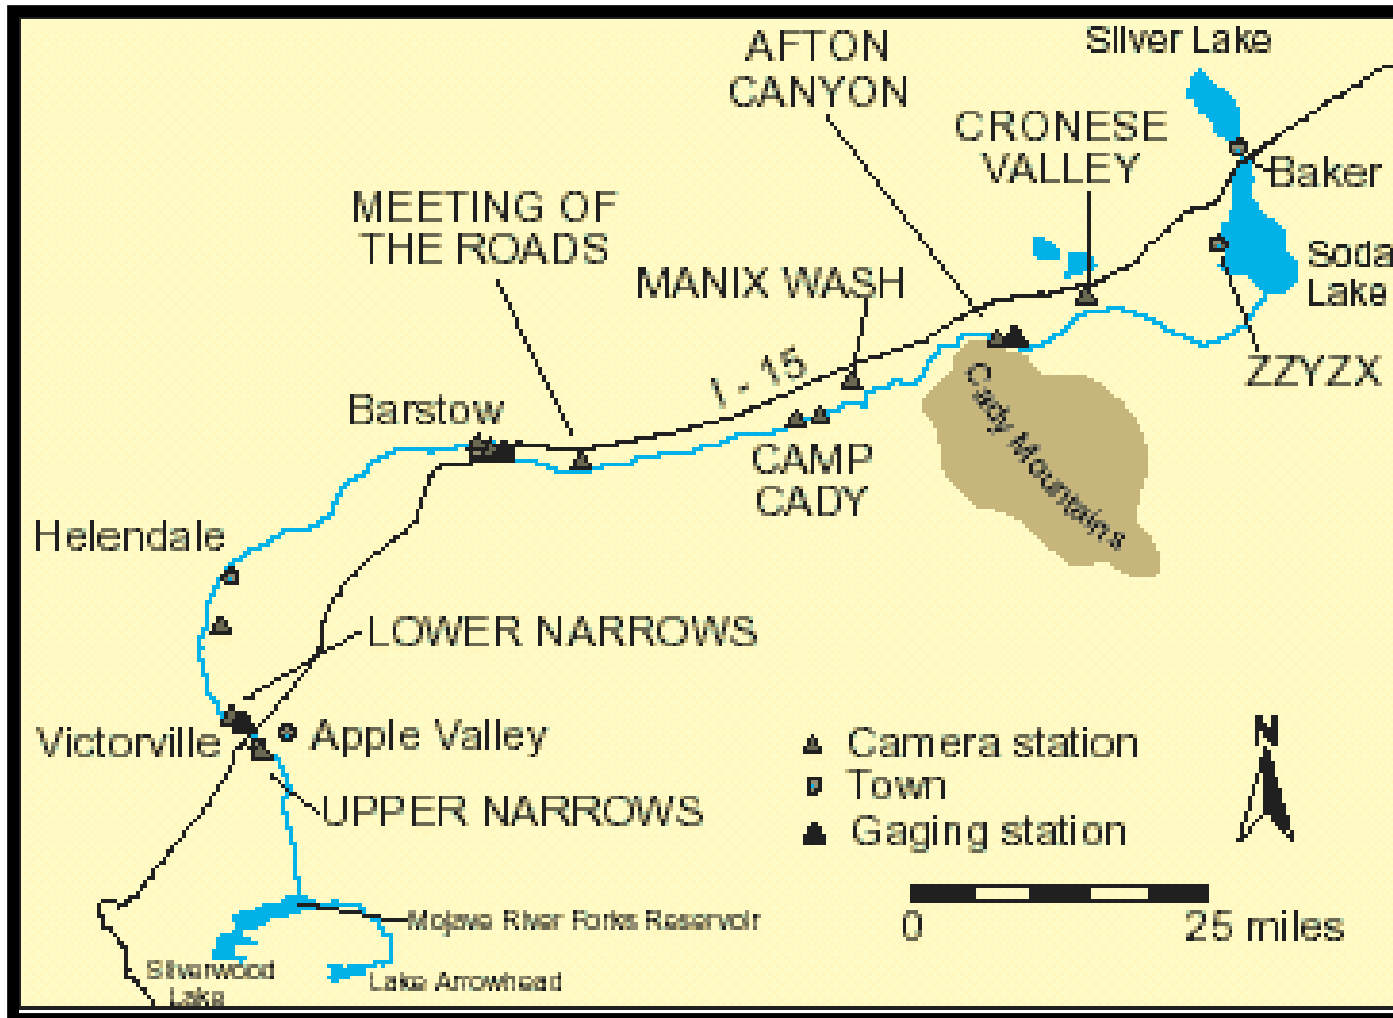 AFTON
CANYON
Silver Lake
CRONESE
VALLEY
Baker
MEETING OF
THE ROADS
MANIX WASH
Soda
Lake
ZZYZX
I - 15
Cady Mountains
Barstow
CAMP
CADY
Helendale
LOWER NARROWS
Victorville
Apple Valley
UPPER NARROWS
Camera station
Town
Gaging station
N
0
25 miles
Mojave River Forks Reservoir
Silverwood
Lake
Lake Arrowhead